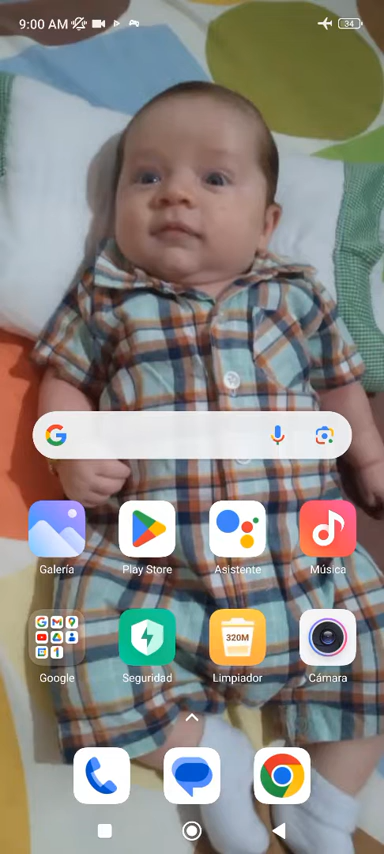 9:00 AM
34
Galería
Play Store
Asistente
Música
320M
Google
Seguridad
Limpiador
Cámara